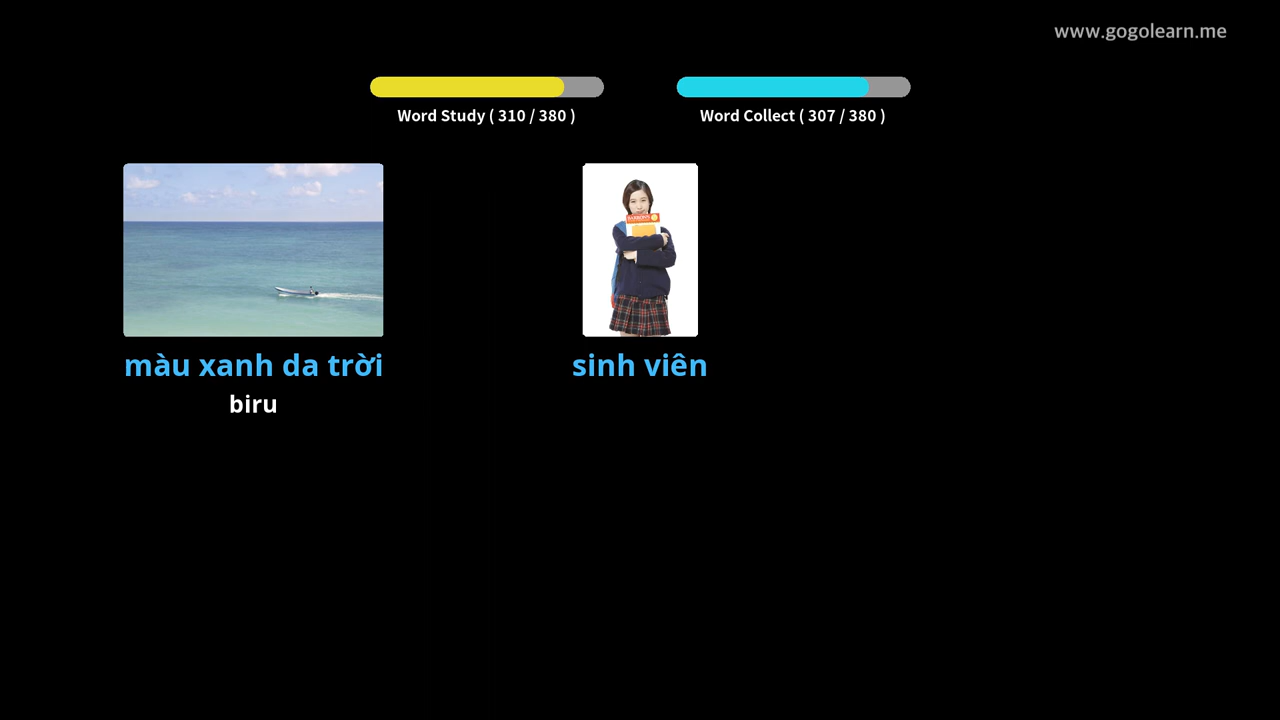 www.gogolearn.me
Word Study ( 310 / 380 )
Word Collect ( 307 / 380 )
màu xanh da trời
biru
sinh viên